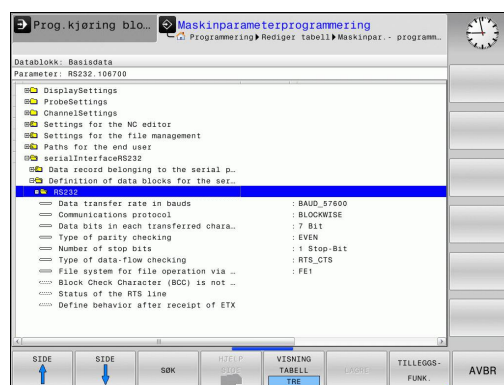 Prog.kjøring blo…
Maskinparameterprogrammering
Programmering▶Rediger tabell▶Maskinpar.- programm…
Datablokk: Basisdata
Parameter: RS232.106700
DisplaySettings
ProbeSettings
ChannelSettings
Settings for the NC editor
Settings for the file management
Paths for the end user
serialInterfaceRS232
Data record belonging to the serial p…
Definition of data blocks for the ser…
RS232
Data transfer rate in bauds : BAUD_57600
Communications protocol : BLOCKWISE
Data bits in each transferred chara… : 7 Bit
Type of parity checking : EVEN
Number of stop bits : 1 Stop-Bit
Type of data-flow checking : RTS_CTS
File system for file operation via … : FE1
Block Check Character (BCC) is not …
Status of the RTS line
Define behavior after receipt of ETX
SIDE SIDE SØK HJELP SIDE VISNING TABELL TRE LAGRE TILLEGGS- FUNK. AVBR